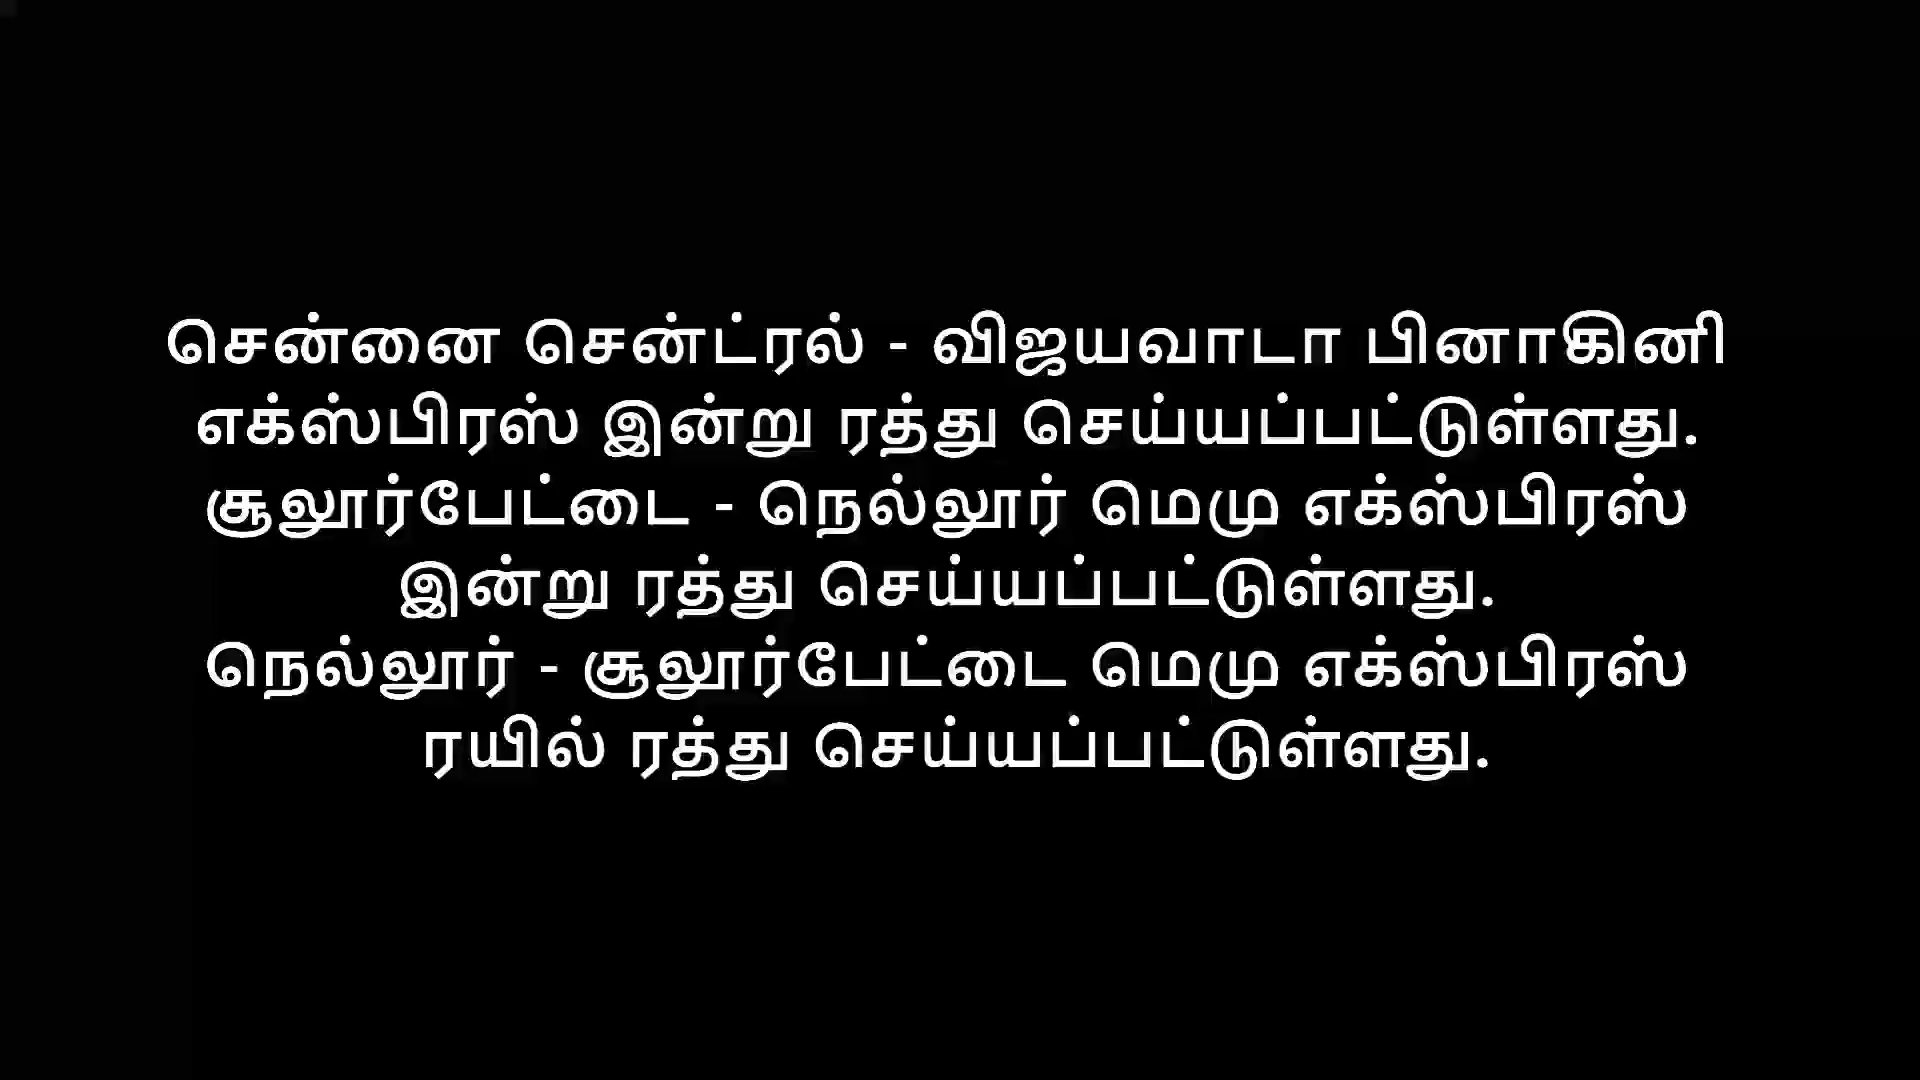 சென்னை சென்ட்ரல் - விஜயவாடா பினாகினி
எக்ஸ்பிரஸ் இன்று ரத்து செய்யப்பட்டுள்ளது.
சூலூர்பேட்டை - நெல்லூர் மெமு எக்ஸ்பிரஸ்
இன்று ரத்து செய்யப்பட்டுள்ளது.
நெல்லூர் - சூலூர்பேட்டை மெமு எக்ஸ்பிரஸ்
ரயில் ரத்து செய்யப்பட்டுள்ளது.